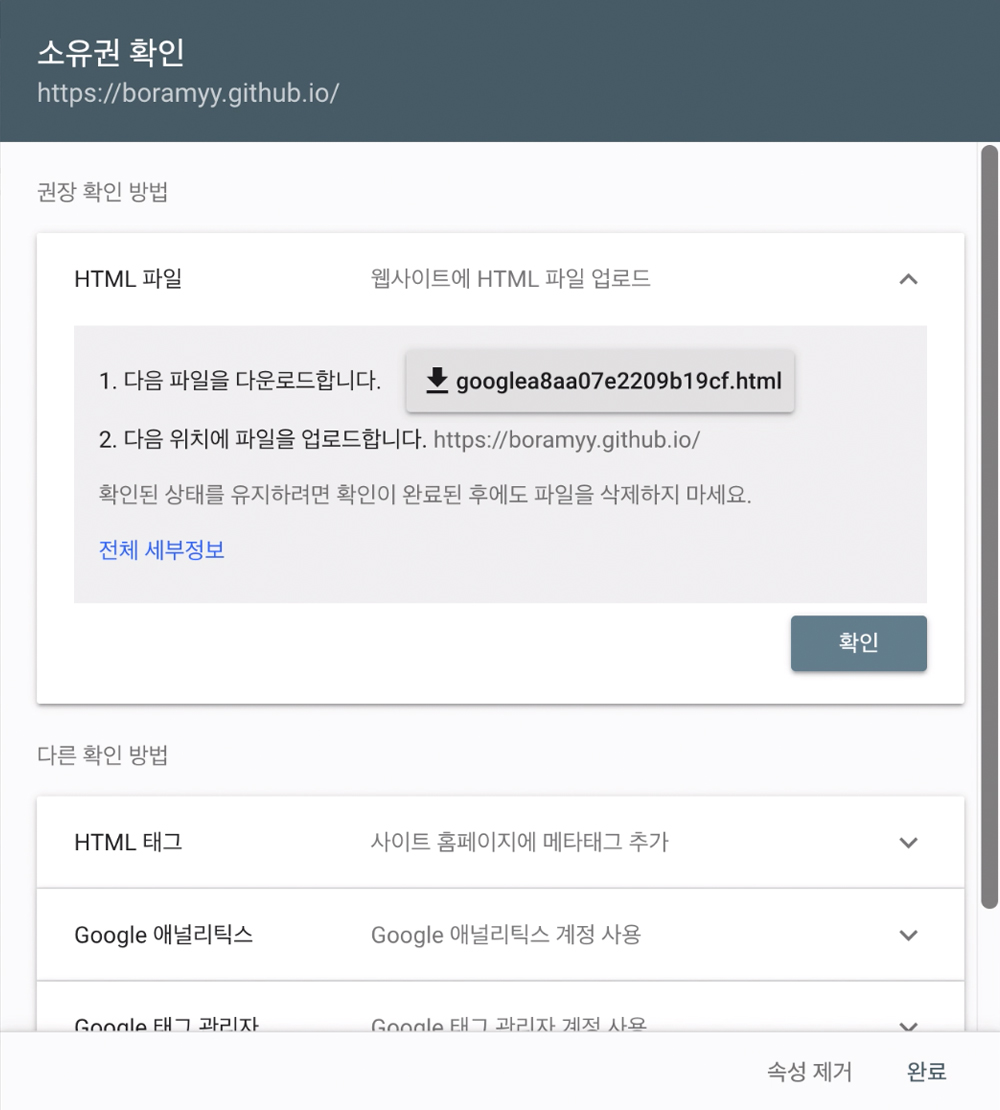 소유권 확인
https://boramyy.github.io/
권장 확인 방법
HTML 파일 웹사이트에 HTML 파일 업로드
1. 다음 파일을 다운로드합니다. googlea8aa07e2209b19cf.html
2. 다음 위치에 파일을 업로드합니다. https://boramyy.github.io/
확인된 상태를 유지하려면 확인이 완료된 후에도 파일을 삭제하지 마세요.
전체 세부정보
확인
다른 확인 방법
HTML 태그 사이트 홈페이지에 메타태그 추가
Google 애널리틱스 Google 애널리틱스 계정 사용
Google 태그 관리자 Google 태그 관리자 계정 사용
속성 제거 완료